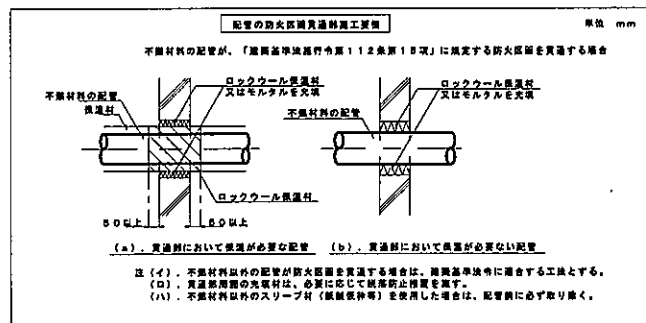 配管の防火区画貫通部施工要領
単位 mm
不燃材料の配管が、「建築基準法施行令第112条第15項」に規定する防火区画を貫通する場合
ロックウール保温材
又はモルタルを充填
不燃材料の配管
保温材
ロックウール保温材
50以上
50以上
(a). 貫通部において保温が必要な配管
ロックウール保温材
又はモルタルを充填
不燃材料の配管
(b). 貫通部において保温が必要ない配管
注(イ). 不燃材料以外の配管が防火区画を貫通する場合は、建築基準法令に適合する工法とする。
(ロ). 貫通部周囲の充填材は、必要に応じて脱落防止措置を施す。
(ハ). 不燃材料以外のスリーブ材(紙製仮枠等)を使用した場合は、配管前に必ず取り除く。